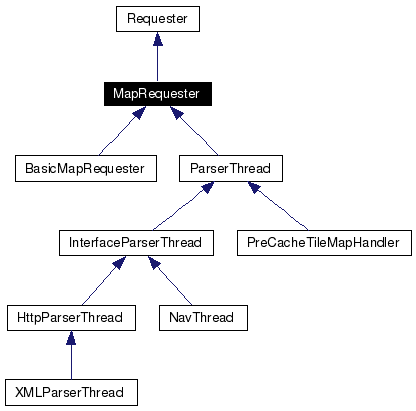 Requester
MapRequester
BasicMapRequester
ParserThread
InterfaceParserThread
PreCacheTileMapHandler
HttpParserThread
NavThread
XMLParserThread